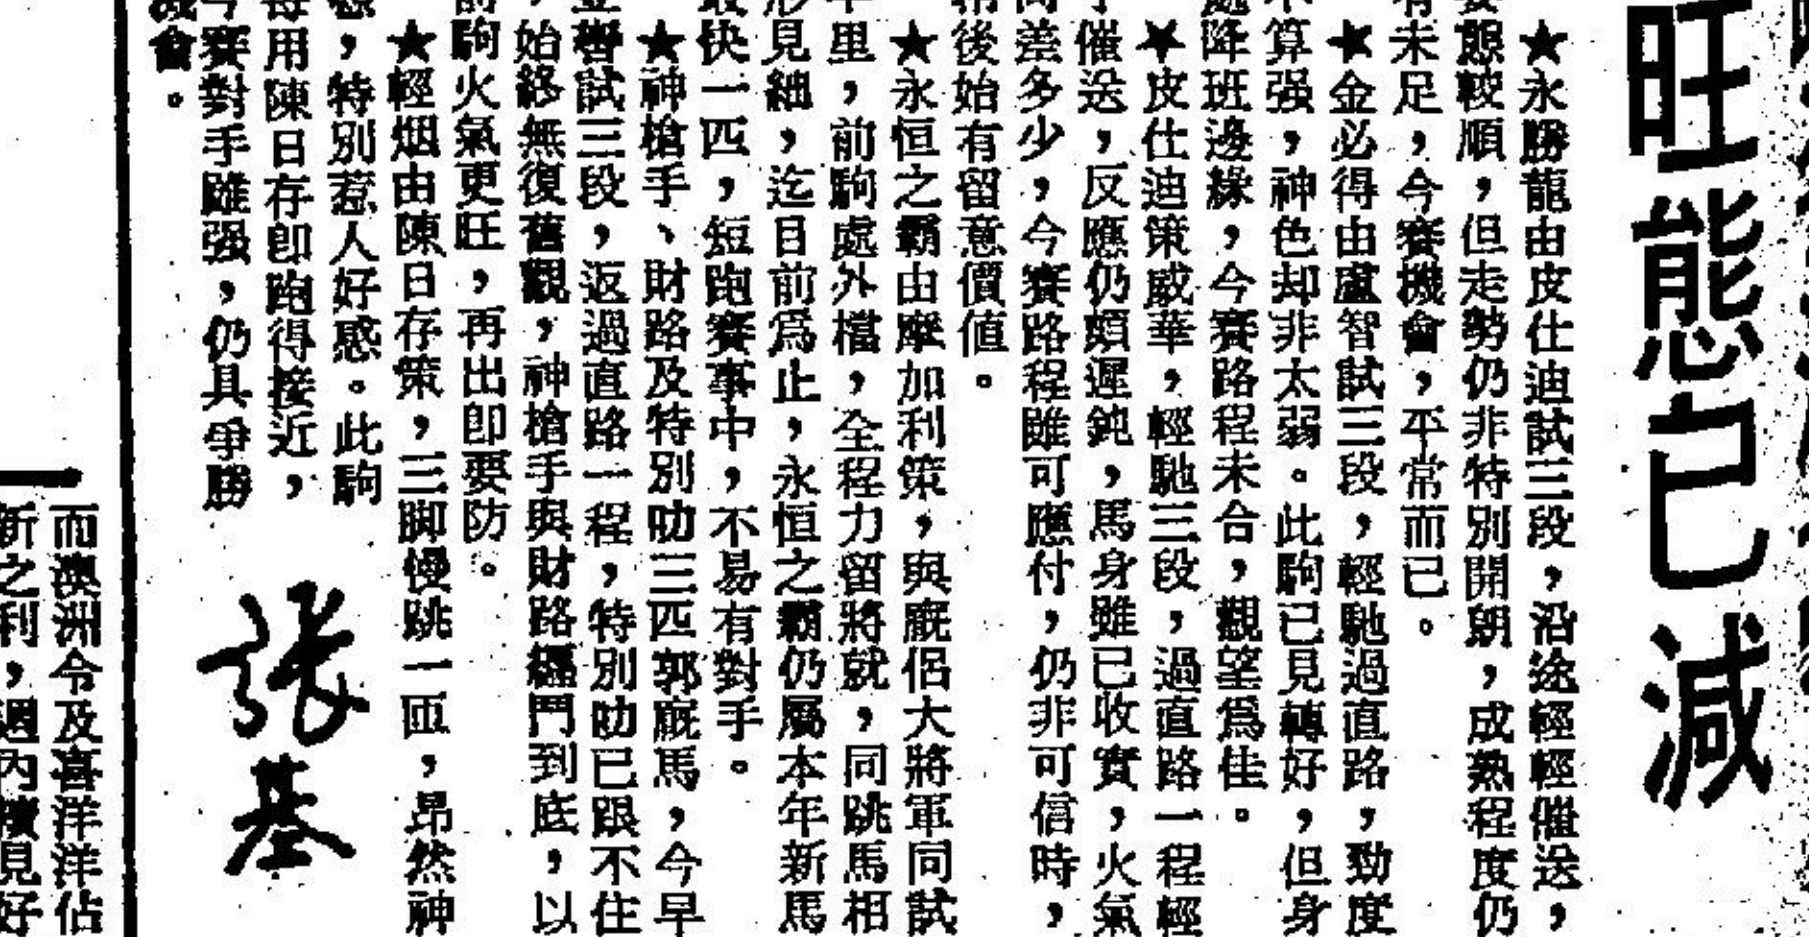 旺態已減
★永勝龍由皮仕迪試三段，沿途輕輕催送，
態較順，但走勢仍非特別開朗，成熟程度仍
有未足，今賽機會，平常而已。
★金必得由盧智試三段，輕馳過直路，勁度
不算强，神色却非太弱。此駒已見轉好，但身
處降班邊緣，今賽路程未合，觀望爲佳。
★皮仕迪策威華，輕馳三段，過直路一程輕
催送，反應仍頗遲鈍，馬身雖已收實，火氣
尚差多少，今賽路程雖可應付，仍非可信時，
後始有留意價值。
★永恒之霸由摩加利策，與廐侶大將軍同試
里，前駒處外檔，全程力留將就，同跳馬相
形見細，迄目前爲止，永恒之霸仍屬本年新馬
最快一匹，短跑賽事中，不易有對手。
★神槍手、財路及特別叻三匹郭廐馬，今早
並轡試三段，返過直路一程，特別叻已跟不住
，始終無復舊觀，神槍手與財路纏鬥到底，以
駒火氣更旺，再出卽要防。
★輕烟由陳日存策，三脚慢跳一匝，昂然神
態，特別惹人好感。此駒
每用陳日存卽跑得接近，
今賽對手雖强，仍具爭勝
機會。
張基
而澳洲令及喜洋洋佔
新之利，週內積見好